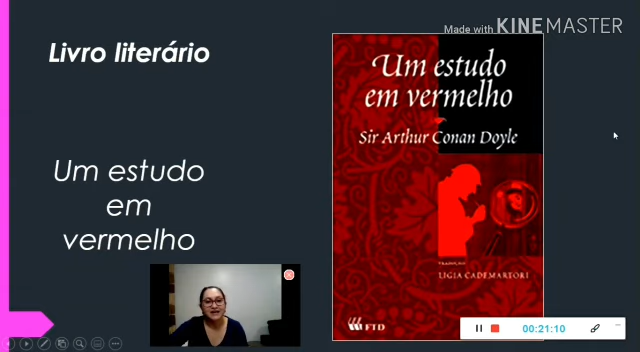 Made with KINEMASTER
Livro literário
Um estudo
em
vermelho
Um estudo
em vermelho
Sir Arthur Conan Doyle
TRADUÇÃO
LIGIA CADEMARTORI
FTD
00:21:10